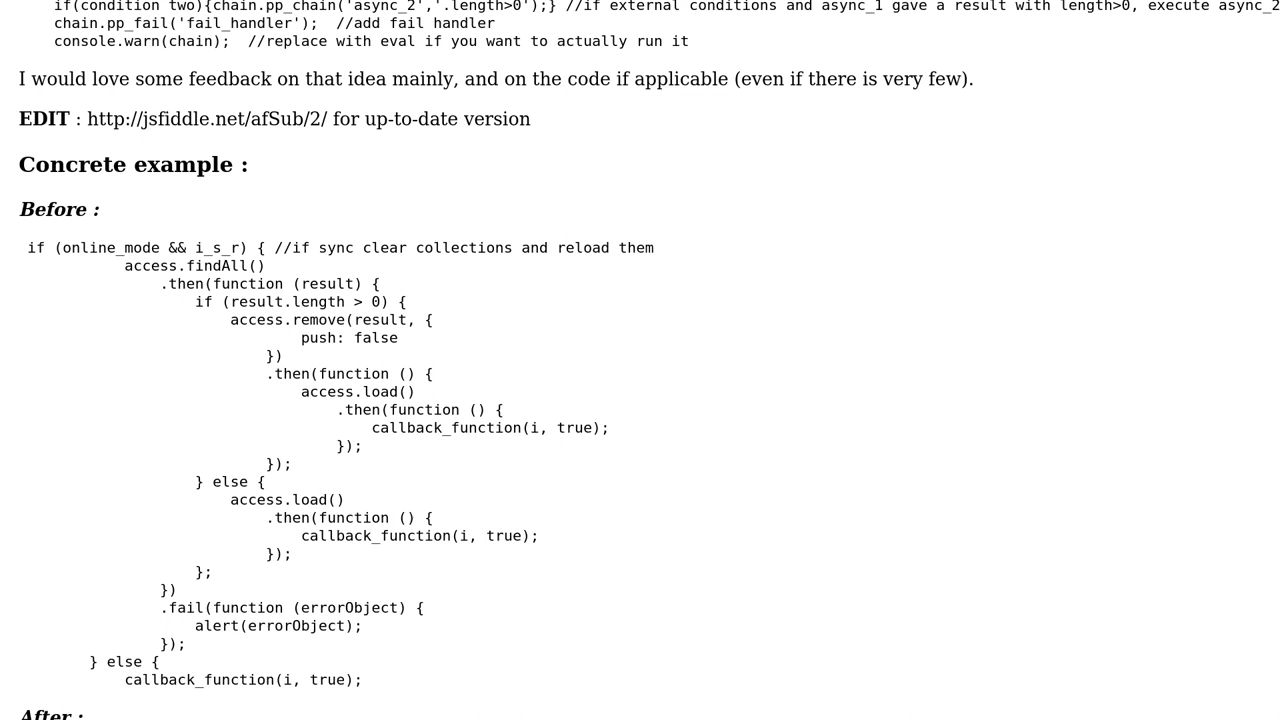 if(condition two){chain.pp_chain('async_2','.length>0');} //if external conditions and async_1 gave a result with length>0, execute async_2
chain.pp_fail('fail_handler');  //add fail handler
console.warn(chain);  //replace with eval if you want to actually run it
I would love some feedback on that idea mainly, and on the code if applicable (even if there is very few).
EDIT : http://jsfiddle.net/afSub/2/ for up-to-date version
Concrete example :
Before :
if (online_mode && i_s_r) { //if sync clear collections and reload them
access.findAll()
.then(function (result) {
if (result.length > 0) {
access.remove(result, {
push: false
})
.then(function () {
access.load()
.then(function () {
callback_function(i, true);
});
});
} else {
access.load()
.then(function () {
callback_function(i, true);
});
};
})
.fail(function (errorObject) {
alert(errorObject);
});
} else {
callback_function(i, true);
After :